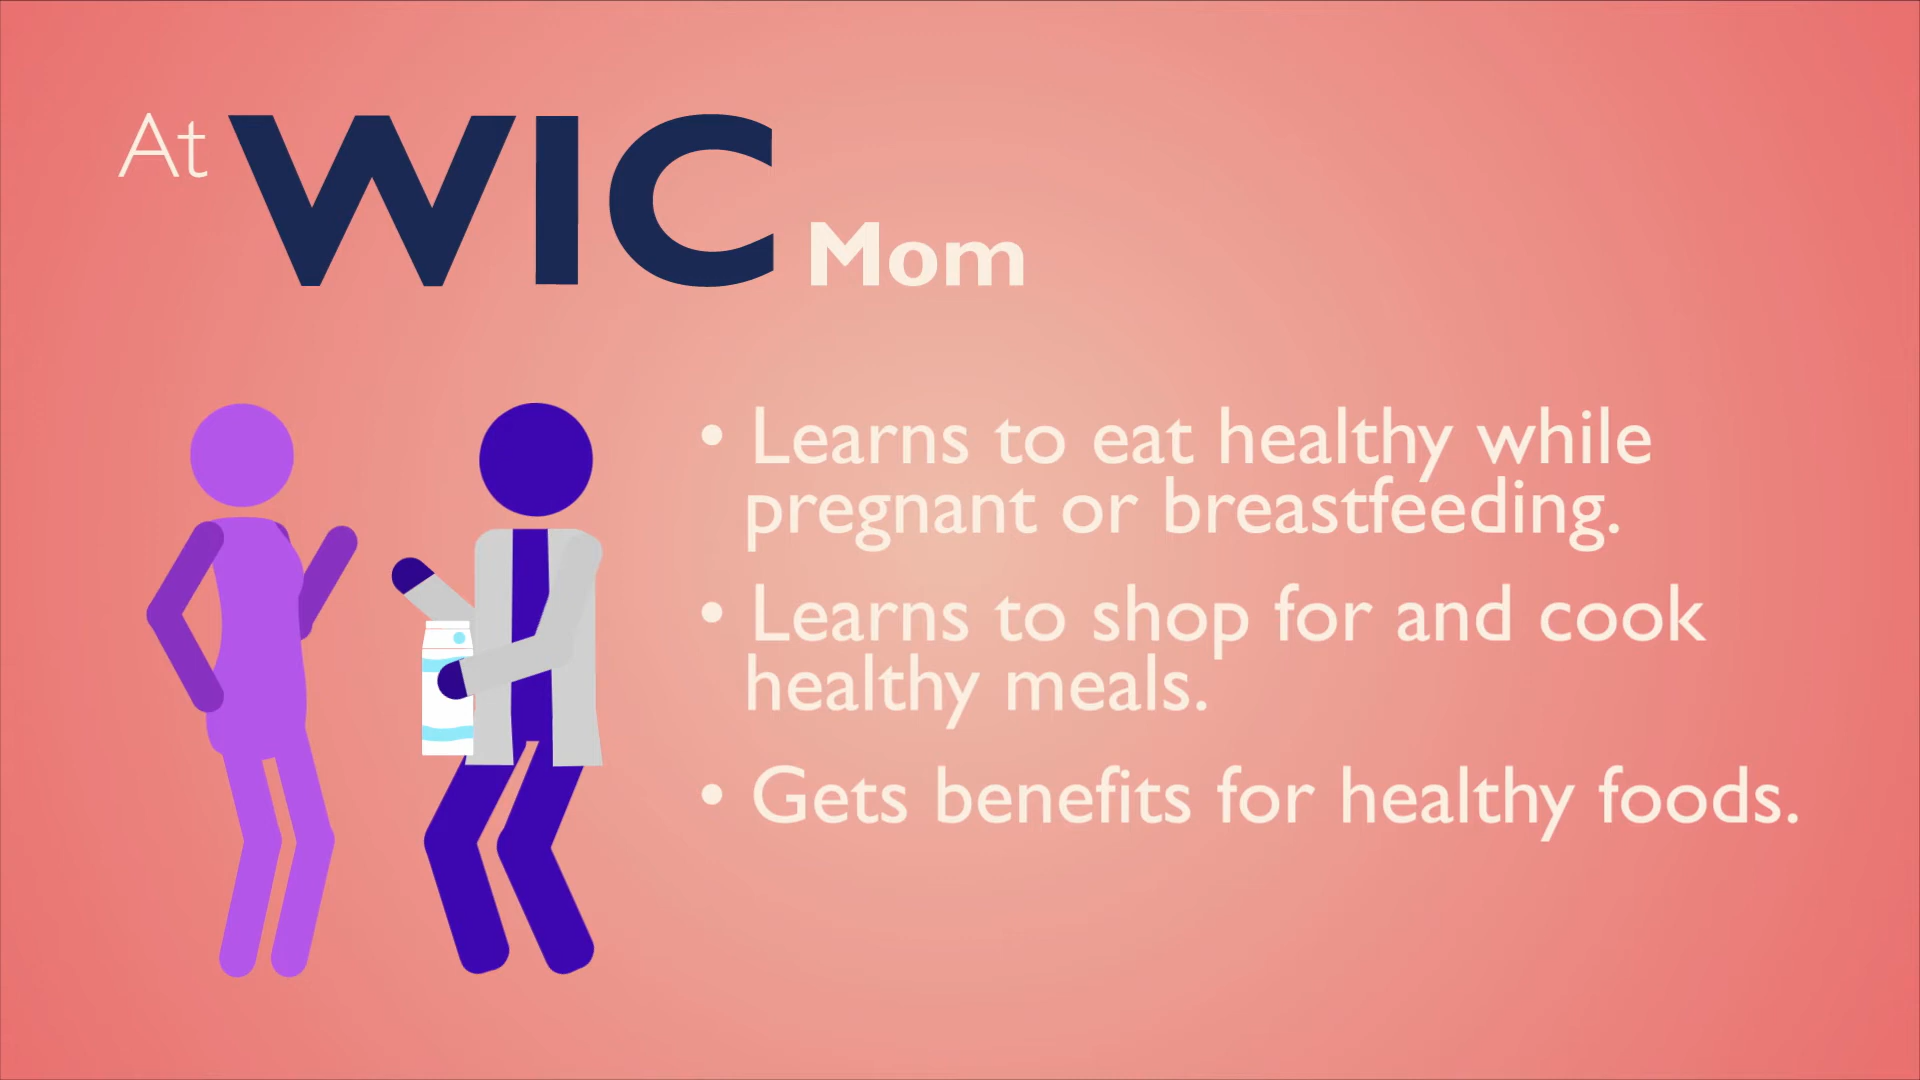 At WIC Mom
• Learns to eat healthy while
pregnant or breastfeeding.
• Learns to shop for and cook
healthy meals.
• Gets benefits for healthy foods.